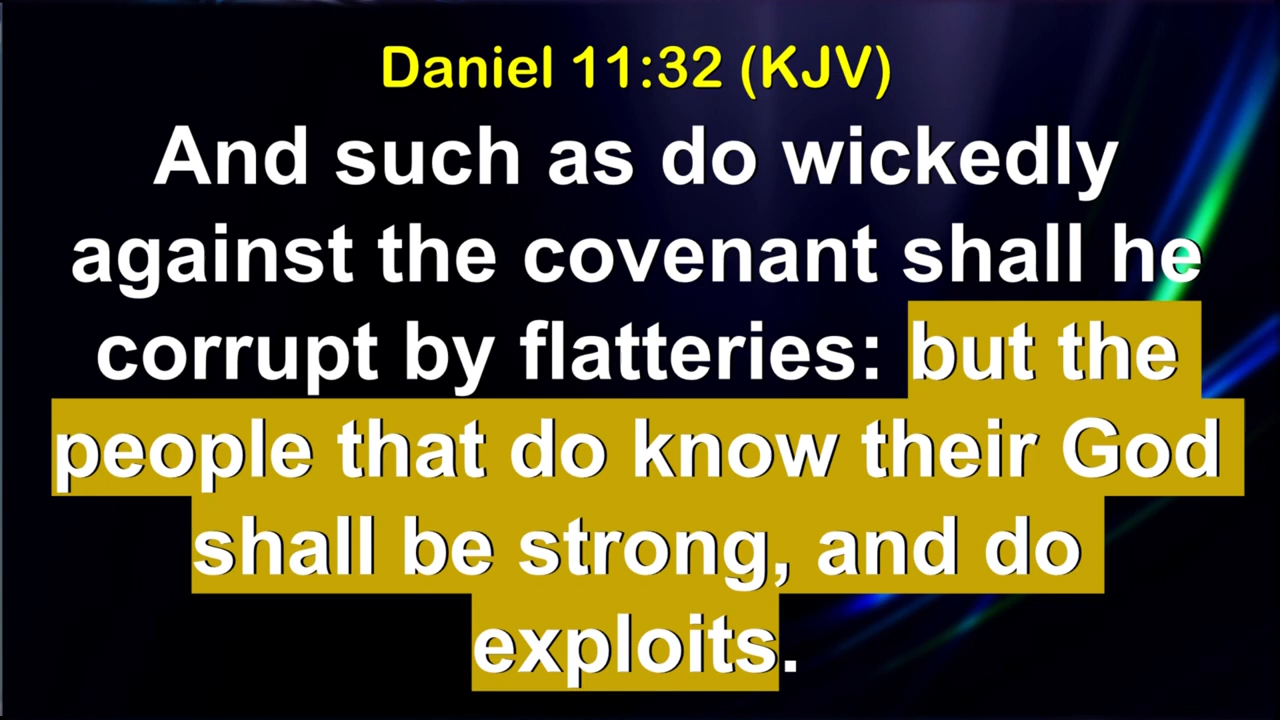 Daniel 11:32 (KJV)
And such as do wickedly
against the covenant shall he
corrupt by flatteries: but the
people that do know their God
shall be strong, and do
exploits.